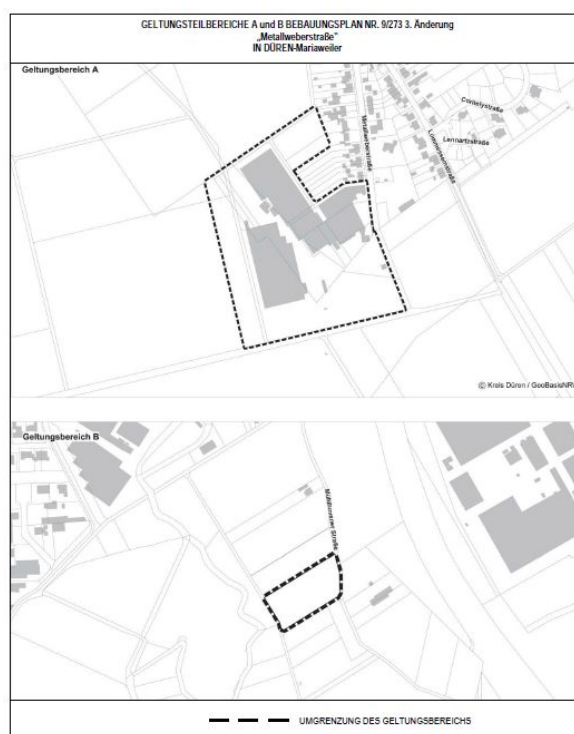 GELTUNGSTEILBEREICHE A und B BEBAUUNGSPLAN NR. 9/273 3. Änderung
„Metallweberstraße"
IN DÜREN-Mariaweiler
Geltungsbereich A
Cornelystraße
Metallweberstraße
Lennartzstraße
© Kreis Düren / GeoBasisNR
Geltungsbereich B
UMGRENZUNG DES GELTUNGSBEREICHS